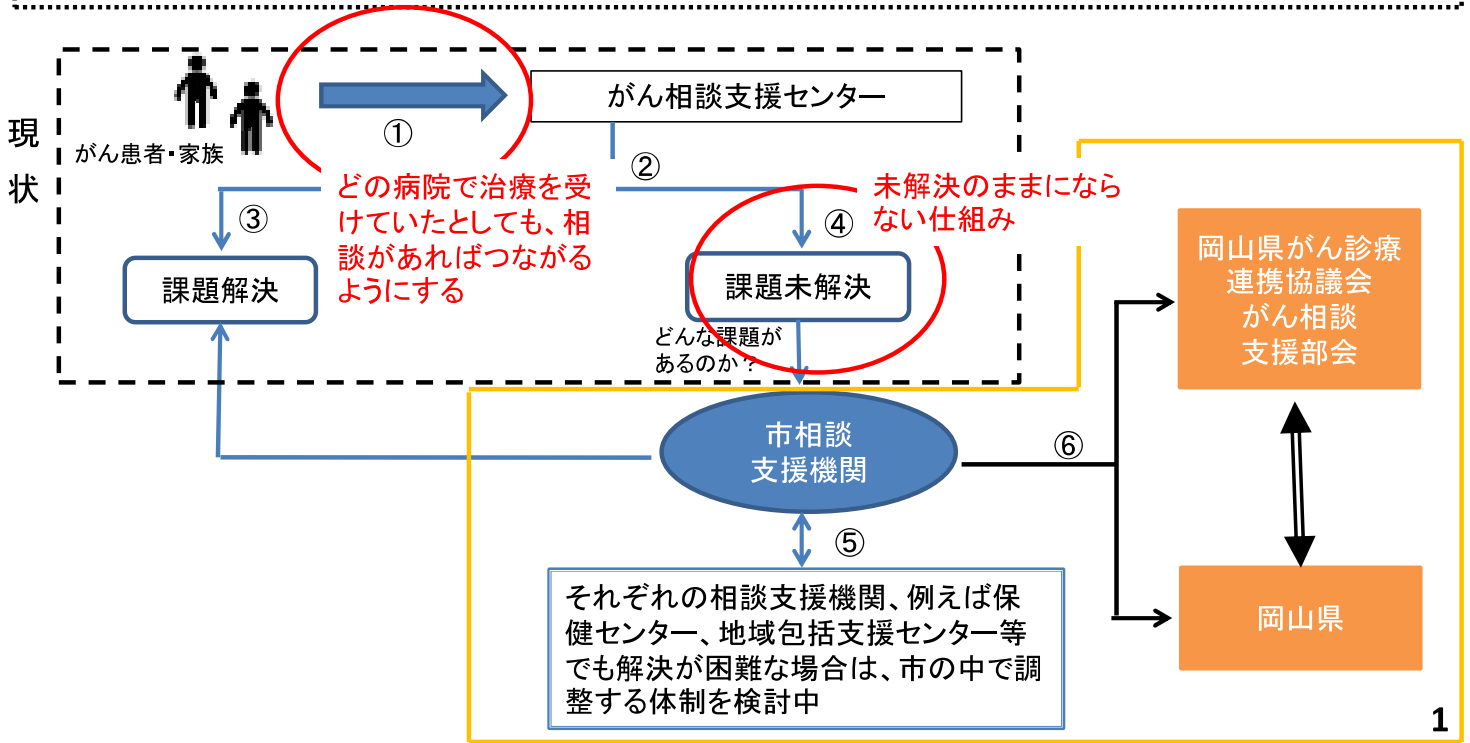 現
状
がん患者・家族
①
がん相談支援センター
②
どの病院で治療を受
けていたとしても、相
談があればつながる
ようにする
未解決のままになら
ない仕組み
③
④
課題解決
課題未解決
どんな課題が
あるのか？
市相談
支援機関
⑤
⑥
それぞれの相談支援機関、例えば保
健センター、地域包括支援センター等
でも解決が困難な場合は、市の中で調
整する体制を検討中
岡山県がん診療
連携協議会
がん相談
支援部会
岡山県
1